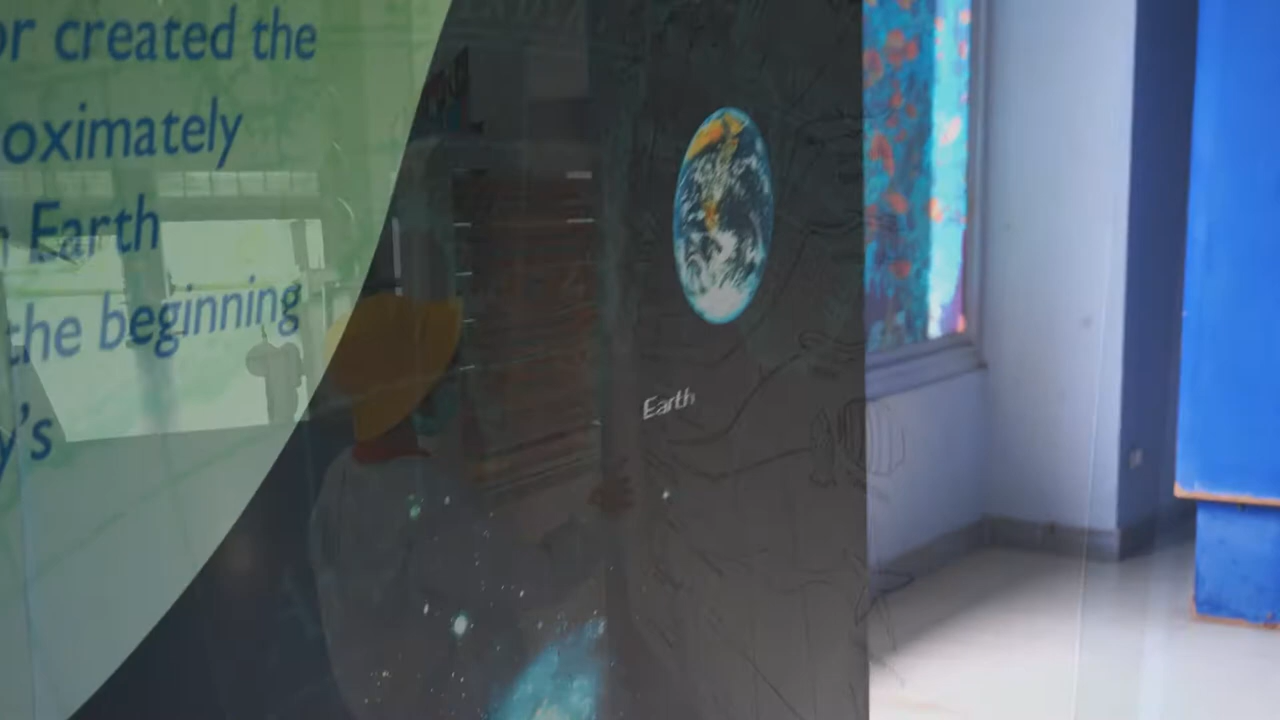 or created the
oximately
Earth
the beginning
y's
Earth